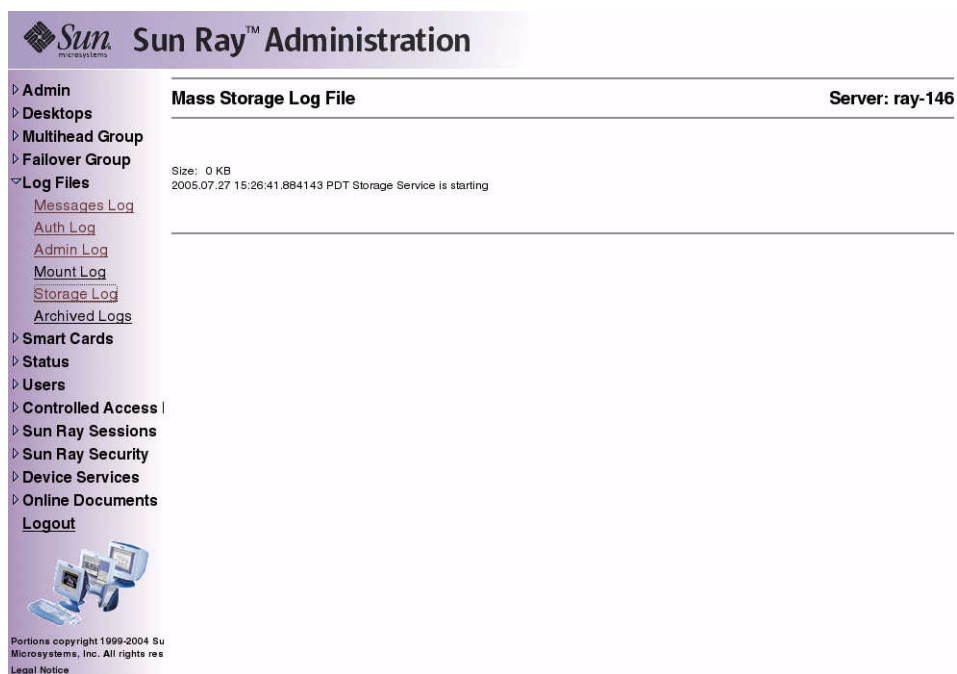 Sun microsystems Sun Ray™ Administration
Admin
Desktops
Multihead Group
Failover Group
Log Files
Messages Log
Auth Log
Admin Log
Mount Log
Storage Log
Archived Logs
Smart Cards
Status
Users
Controlled Access
Sun Ray Sessions
Sun Ray Security
Device Services
Online Documents
Logout
Portions copyright 1999-2004 Su
Microsystems, Inc. All rights res
Legal Notice
Mass Storage Log File Server: ray-146
Size: 0 KB
2005.07.27 15:26:41.884143 PDT Storage Service is starting